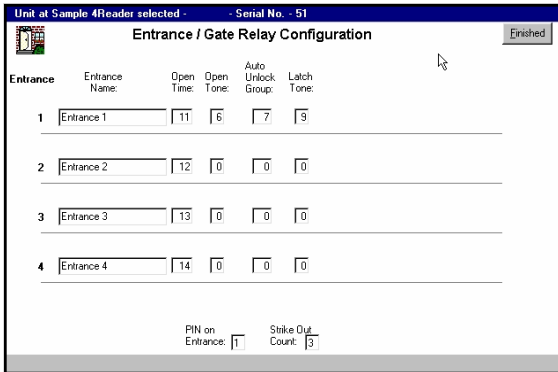 Unit at Sample 4Reader selected - - Serial No. - 51
Entrance / Gate Relay Configuration
Finished
Entrance Entrance Name: Open Time: Open Tone: Auto Unlock Group: Latch Tone:
1 Entrance 1 11 6 7 9
2 Entrance 2 12 0 0 0
3 Entrance 3 13 0 0 0
4 Entrance 4 14 0 0 0
PIN on Entrance: 1 Strike Out Count: 3